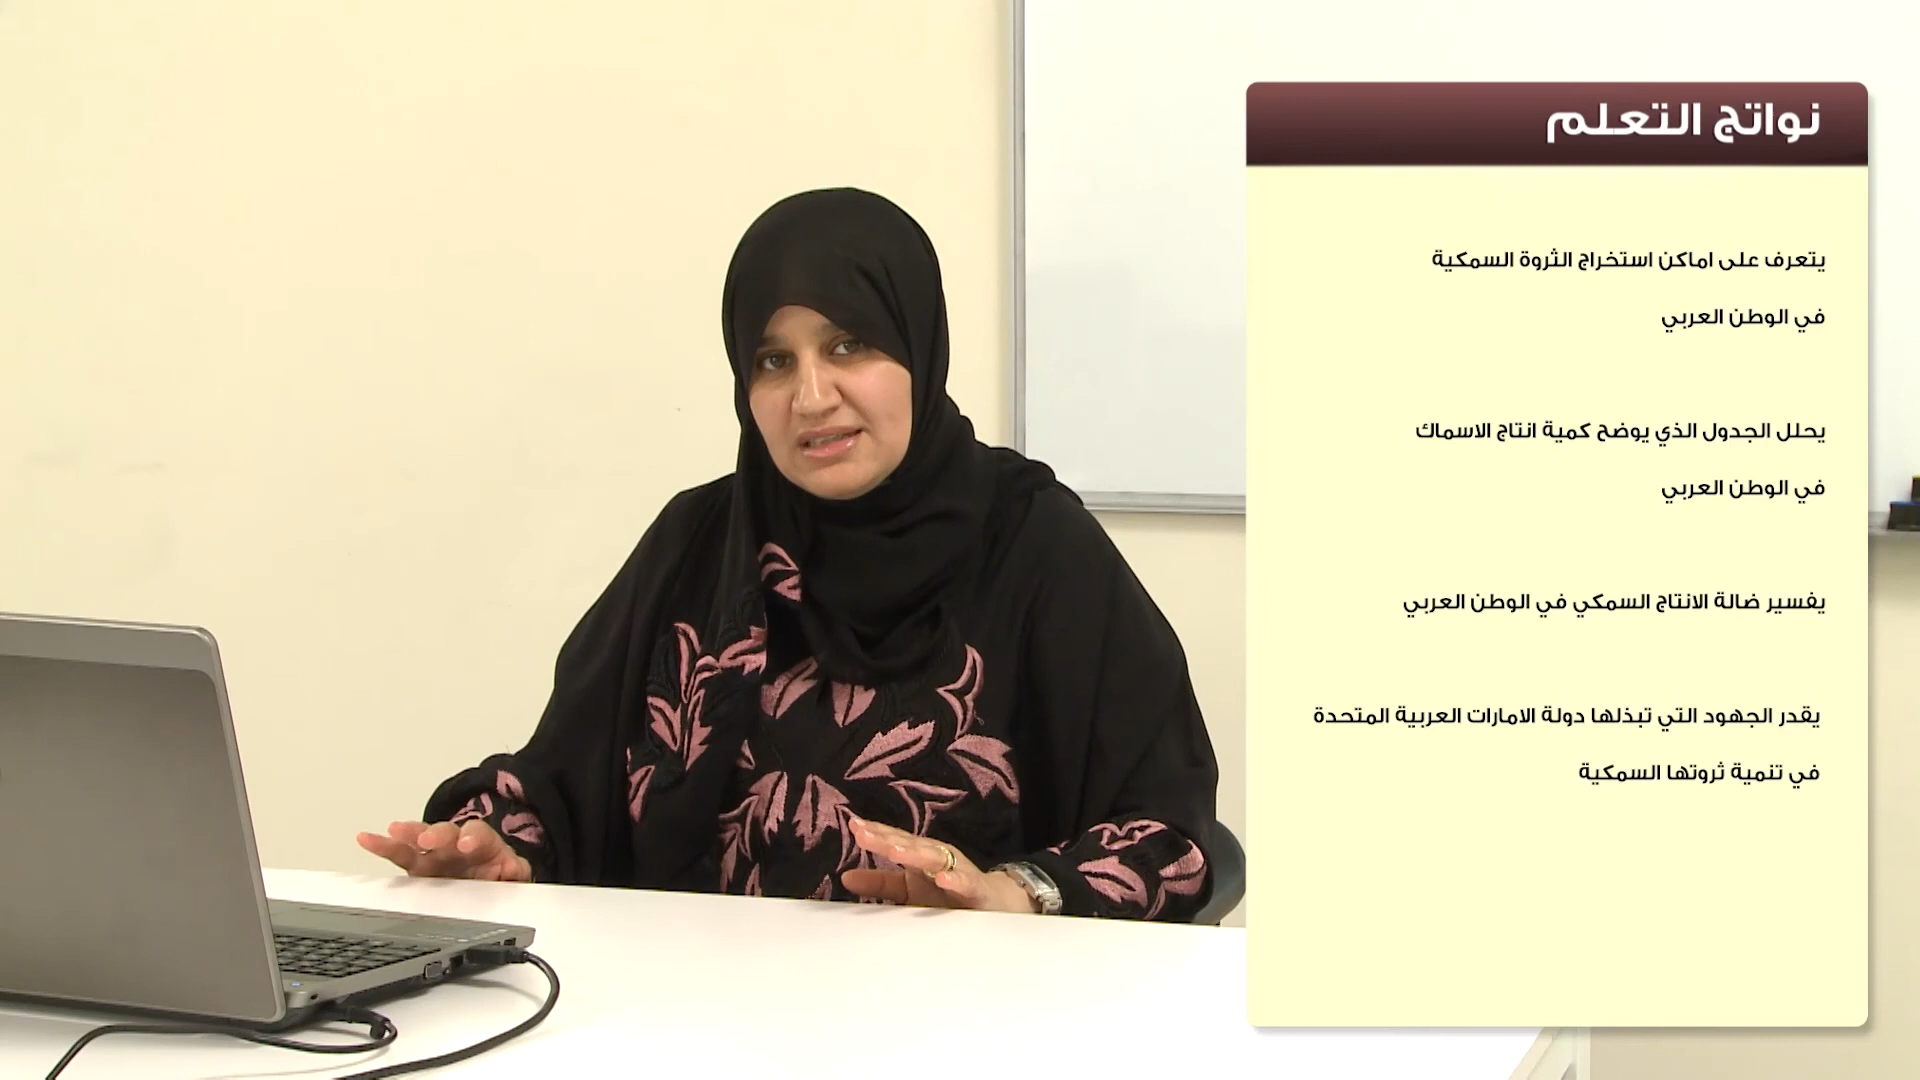 نواتج التعلم
يتعرف على اماكن استخراج الثروة السمكية
في الوطن العربي
يحلل الجدول الذي يوضح كمية انتاج الاسماك
في الوطن العربي
يفسير ضالة الانتاج السمكي في الوطن العربي
يقدر الجهود التي تبذلها دولة الامارات العربية المتحدة
في تنمية ثروتها السمكية